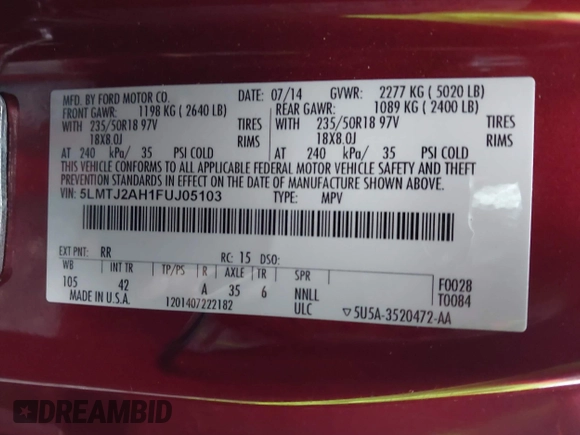 MFD. BY FORD MOTOR CO. DATE: 07/14 GVWR: 2277 KG ( 5020 LB)
FRONT GAWR: 1198 KG ( 2640 LB) REAR GAWR: 1089 KG ( 2400 LB)
WITH 235/50R18 97V TIRES WITH 235/50R18 97V TIRES
18X8.0J RIMS 18X8.0J RIMS
AT 240 kPa/ 35 PSI COLD AT 240 kPa/ 35 PSI COLD
THIS VEHICLE CONFORMS TO ALL APPLICABLE FEDERAL MOTOR VEHICLE SAFETY AND THEFT
PREVENTION STANDARDS IN EFFECT ON THE DATE OF MANUFACTURE SHOWN ABOVE.
VIN: 5LMTJ2AH1FUJ05103 TYPE: MPV
EXT PNT: RR RC: 15 DSO:
WB INT TR TP/PS R AXLE TR SPR F0028
105 42 A 35 6 NNLL T0084
MADE IN U.S.A. 1201407222182 ULC ▽5U5A-3520472-AA
DREAMBID